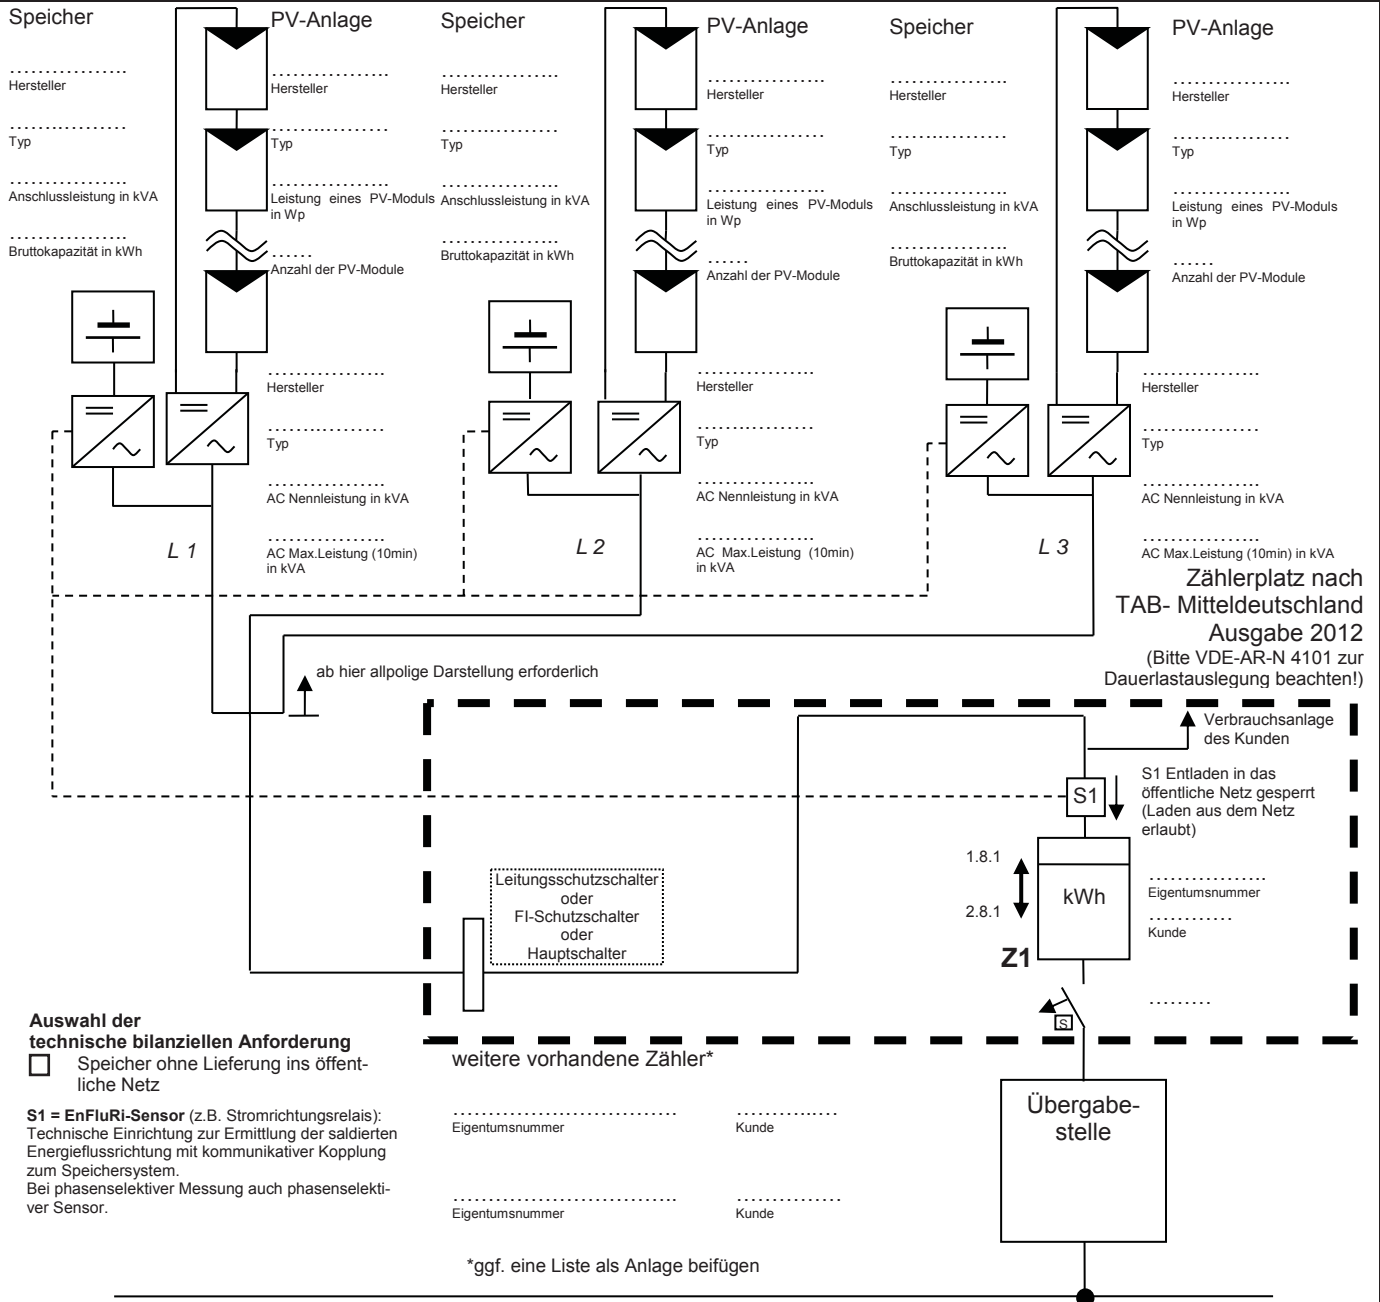 Speicher
PV-Anlage
Speicher
PV-Anlage
Speicher
PV-Anlage
Hersteller
Typ
Anschlussleistung in kVA
Bruttokapazität in kWh
Hersteller
Typ
Leistung eines PV-Moduls
in Wp
Anzahl der PV-Module
Hersteller
Typ
Anschlussleistung in kVA
Bruttokapazität in kWh
Hersteller
Typ
Leistung eines PV-Moduls
in Wp
Anzahl der PV-Module
Hersteller
Typ
Anschlussleistung in kVA
Bruttokapazität in kWh
Hersteller
Typ
Leistung eines PV-Moduls
in Wp
Anzahl der PV-Module
Hersteller
Typ
AC Nennleistung in kVA
AC Max.Leistung (10min)
in kVA
Hersteller
Typ
AC Nennleistung in kVA
AC Max.Leistung (10min)
in kVA
Hersteller
Typ
AC Nennleistung in kVA
AC Max.Leistung (10min) in kVA
L 1
L 2
L 3
Zählerplatz nach
TAB- Mitteldeutschland
Ausgabe 2012
(Bitte VDE-AR-N 4101 zur
Dauerlastauslegung beachten!)
ab hier allpolige Darstellung erforderlich
Verbrauchsanlage
des Kunden
S1
S1 Entladen in das
öffentliche Netz gesperrt
(Laden aus dem Netz
erlaubt)
1.8.1
2.8.1
kWh
Z1
Eigentumsnummer
Kunde
S
Leitungsschutzschalter
oder
FI-Schutzschalter
oder
Hauptschalter
Auswahl der
technische bilanziellen Anforderung
Speicher ohne Lieferung ins öffent-
liche Netz
S1 = EnFluRi-Sensor (z.B. Stromrichtungsrelais):
Technische Einrichtung zur Ermittlung der saldierten
Energieflussrichtung mit kommunikativer Kopplung
zum Speichersystem.
Bei phasenselektiver Messung auch phasenselekti-
ver Sensor.
weitere vorhandene Zähler*
Eigentumsnummer
Kunde
Eigentumsnummer
Kunde
*ggf. eine Liste als Anlage beifügen
Übergabe-
stelle